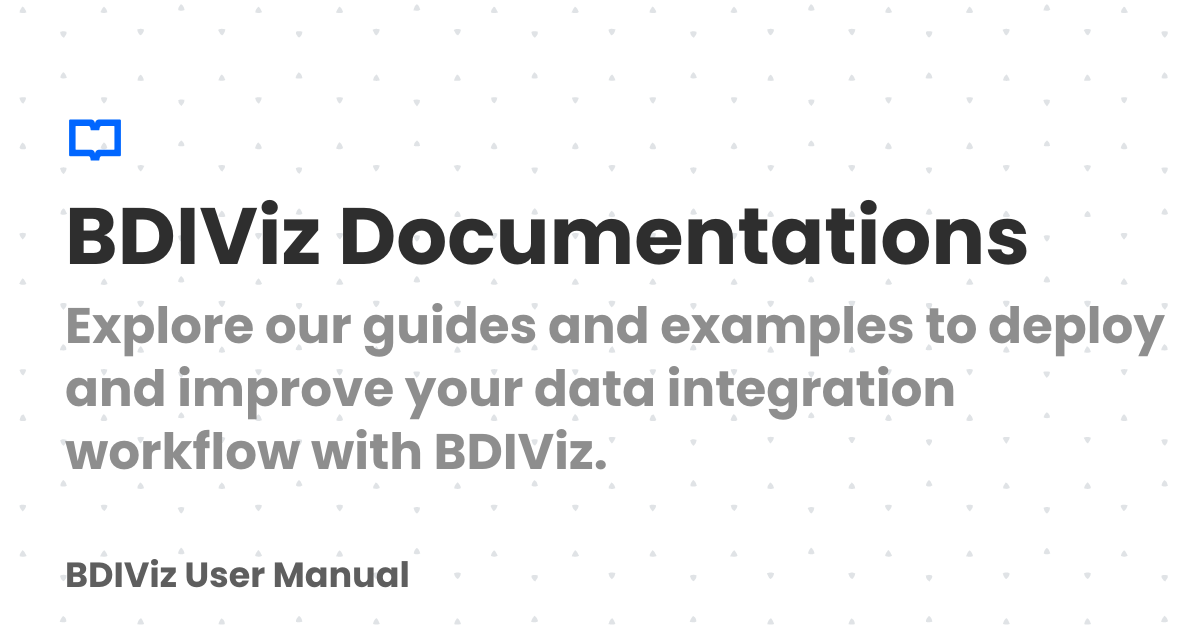 BDIViz Documentations
Explore our guides and examples to deploy
and improve your data integration
workflow with BDIViz.
BDIViz User Manual